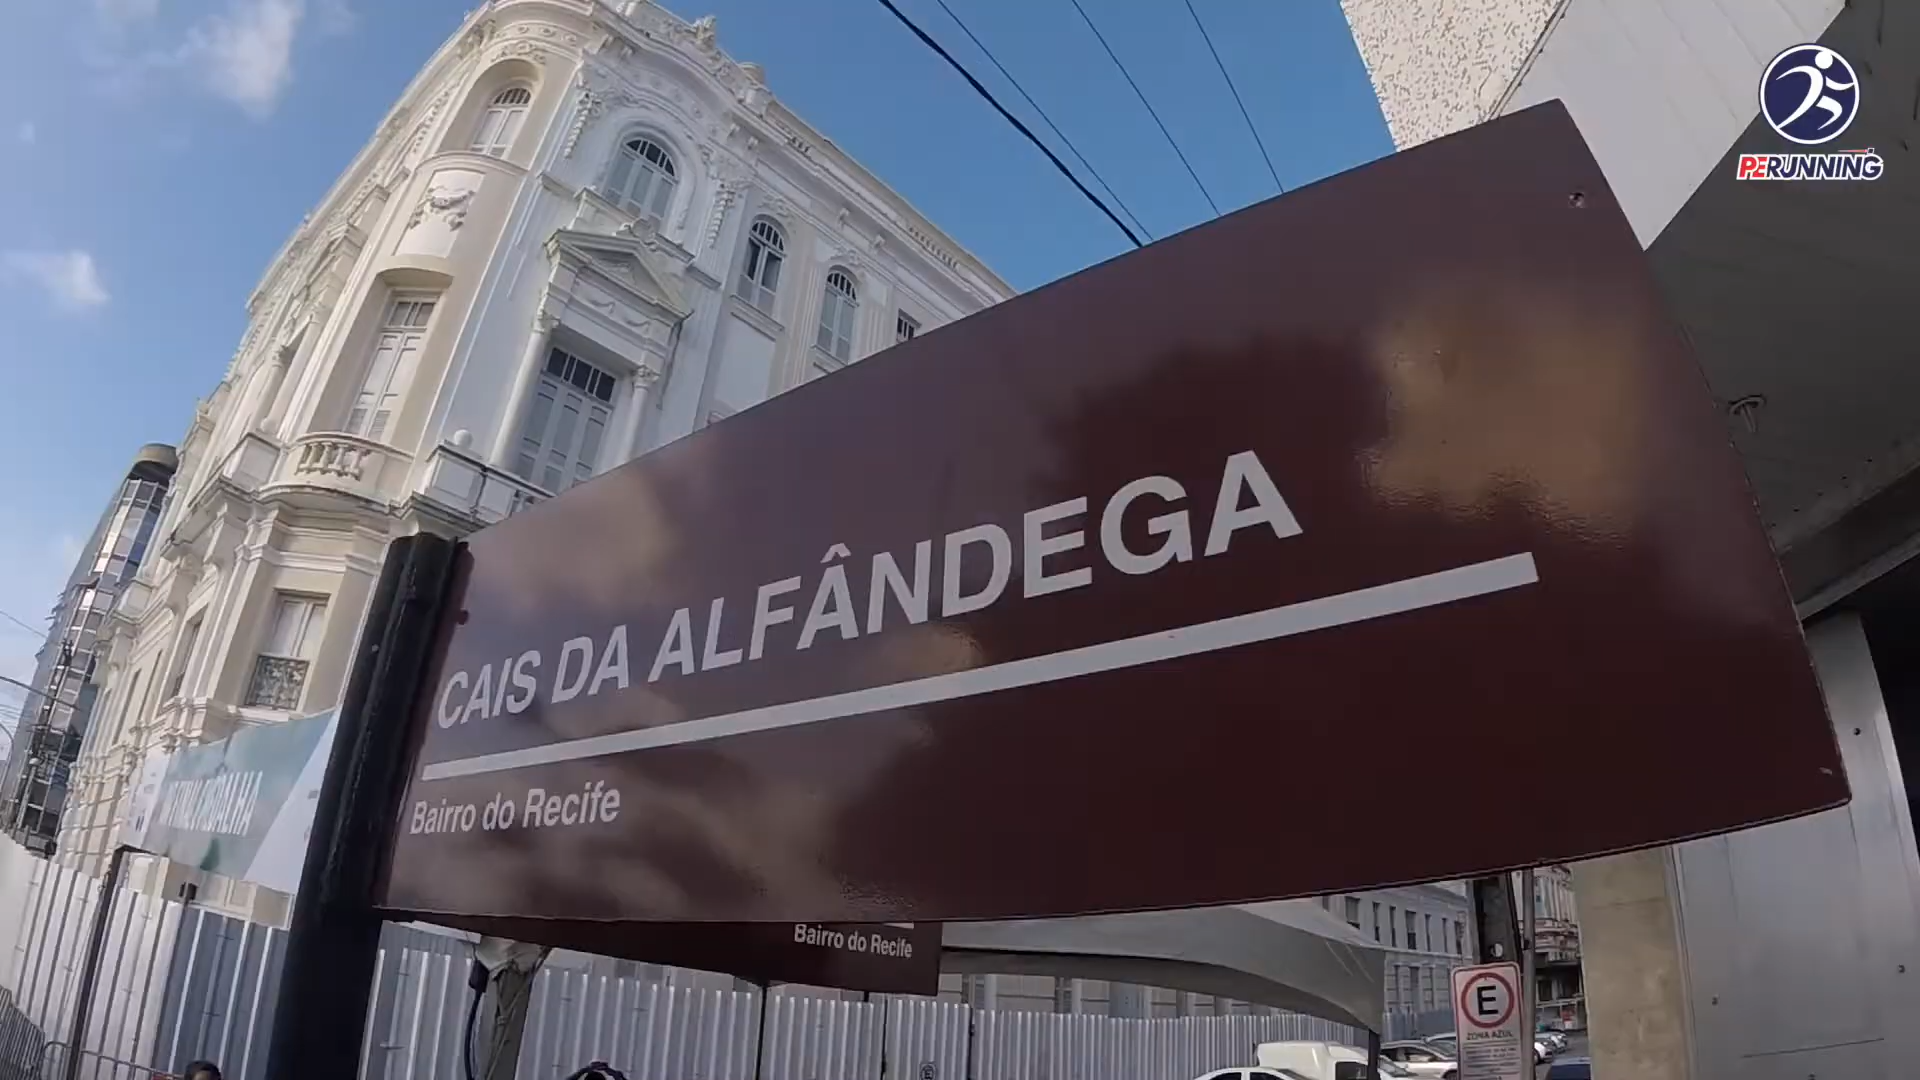 PERUNNING
CAIS DA ALFÂNDEGA
Bairro do Recife
Bairro do Recife
E
ZONA AZUL